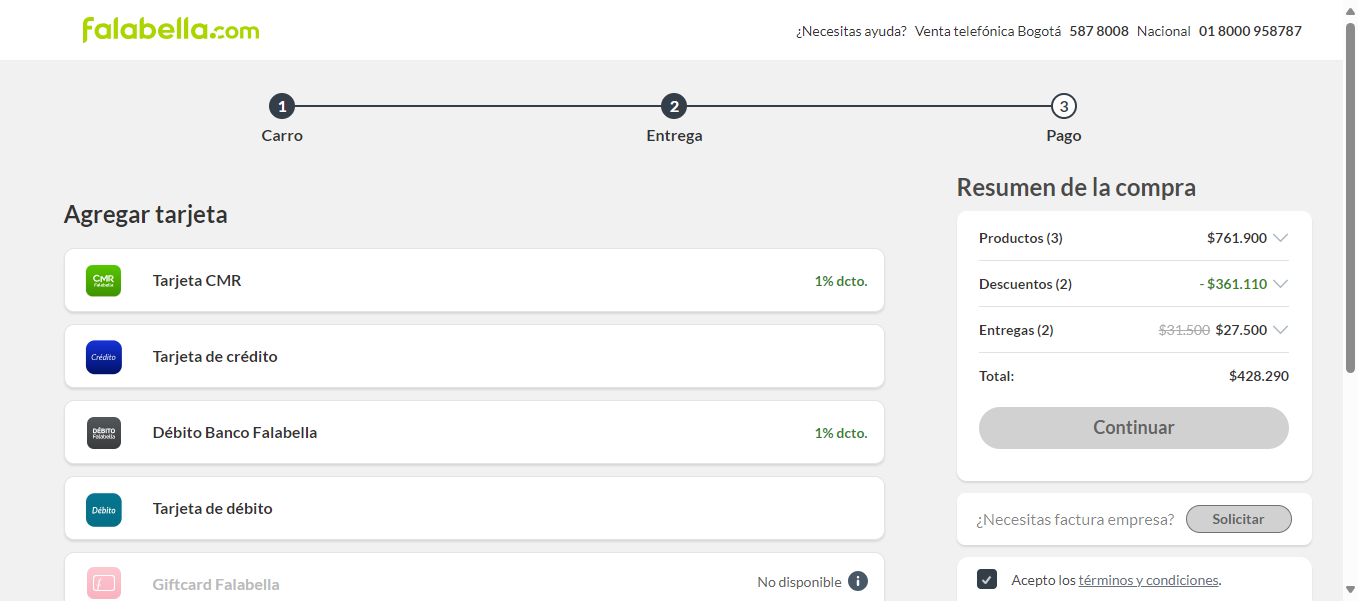 falabella.com
¿Necesitas ayuda? Venta telefónica Bogotá 587 8008 Nacional 01 8000 958787
1 2 3
Carro Entrega Pago
Agregar tarjeta
CMR Falabella Tarjeta CMR 1% dcto.
Crédito Tarjeta de crédito
DÉBITO Falabella Débito Banco Falabella 1% dcto.
Débito Tarjeta de débito
Giftcard Falabella No disponible
Resumen de la compra
Productos (3) $761.900
Descuentos (2) - $361.110
Entregas (2) $31.500 $27.500
Total: $428.290
Continuar
¿Necesitas factura empresa? Solicitar
Acepto los términos y condiciones.